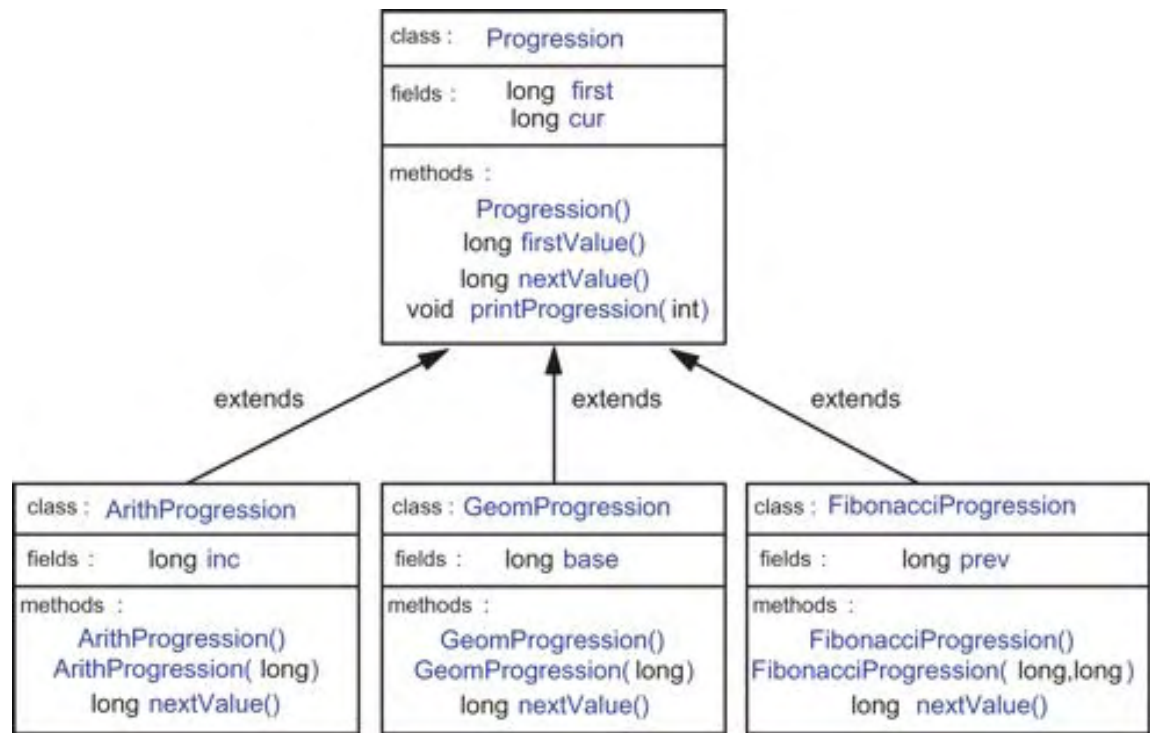 class : Progression
fields : long first
long cur
methods :
Progression()
long firstValue()
long nextValue()
void printProgression( int)
extends
extends
extends
class : ArithProgression
fields : long inc
methods :
ArithProgression()
ArithProgression( long)
long nextValue()
class : GeomProgression
fields : long base
methods :
GeomProgression()
GeomProgression( long)
long nextValue()
class : FibonacciProgression
fields : long prev
methods :
FibonacciProgression()
FibonacciProgression( long,long)
long nextValue()